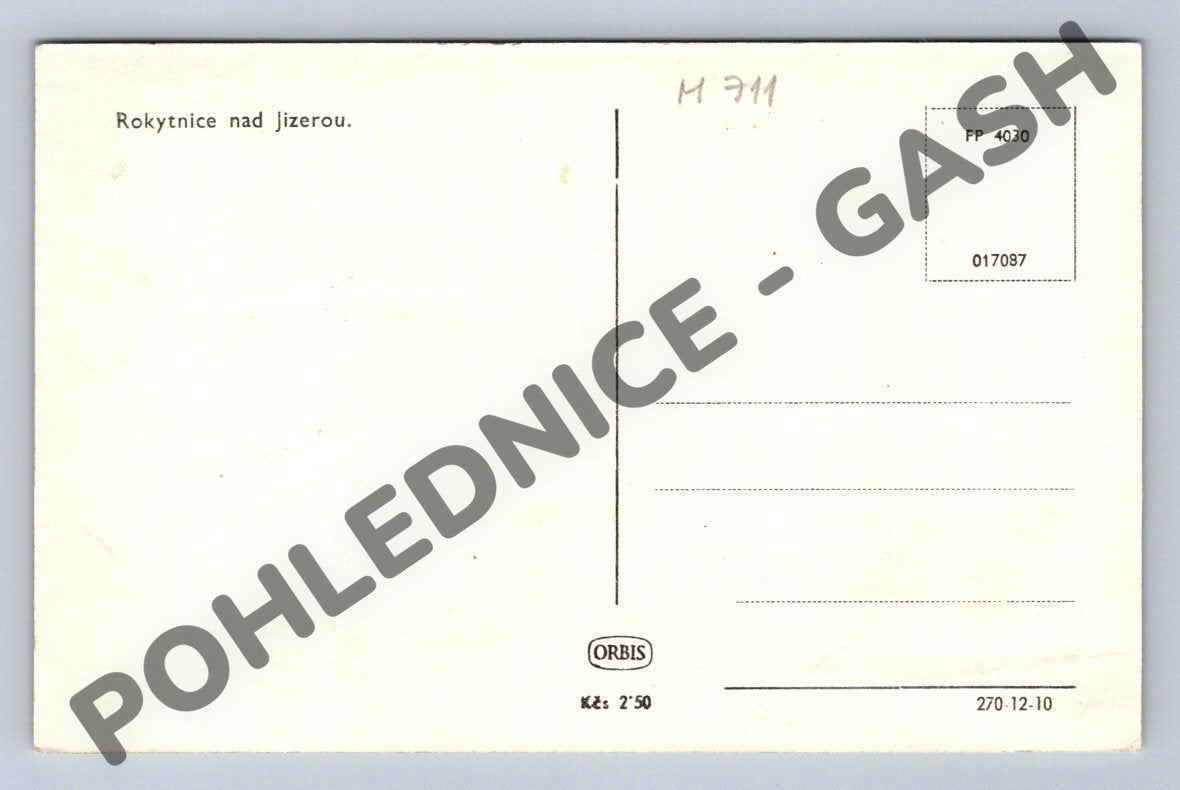 Rokytnice nad Jizerou.
M 711
FP 4030
017087
ORBIS
Kčs 2·50
270-12-10
POHLEDNICE - GASH